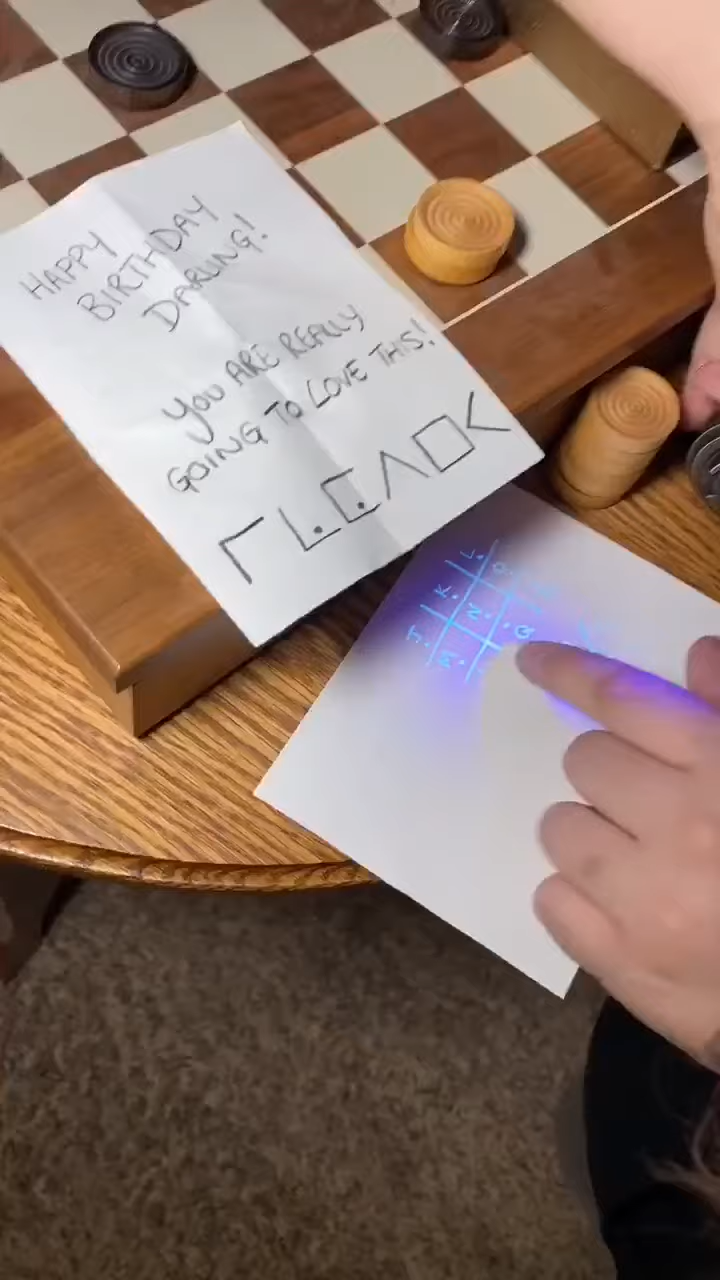 HAPPY
BIRTHDAY
DARLING!
YOU ARE REALLY
GOING TO LOVE THIS!
J. K. L.
M. N. O.
Q